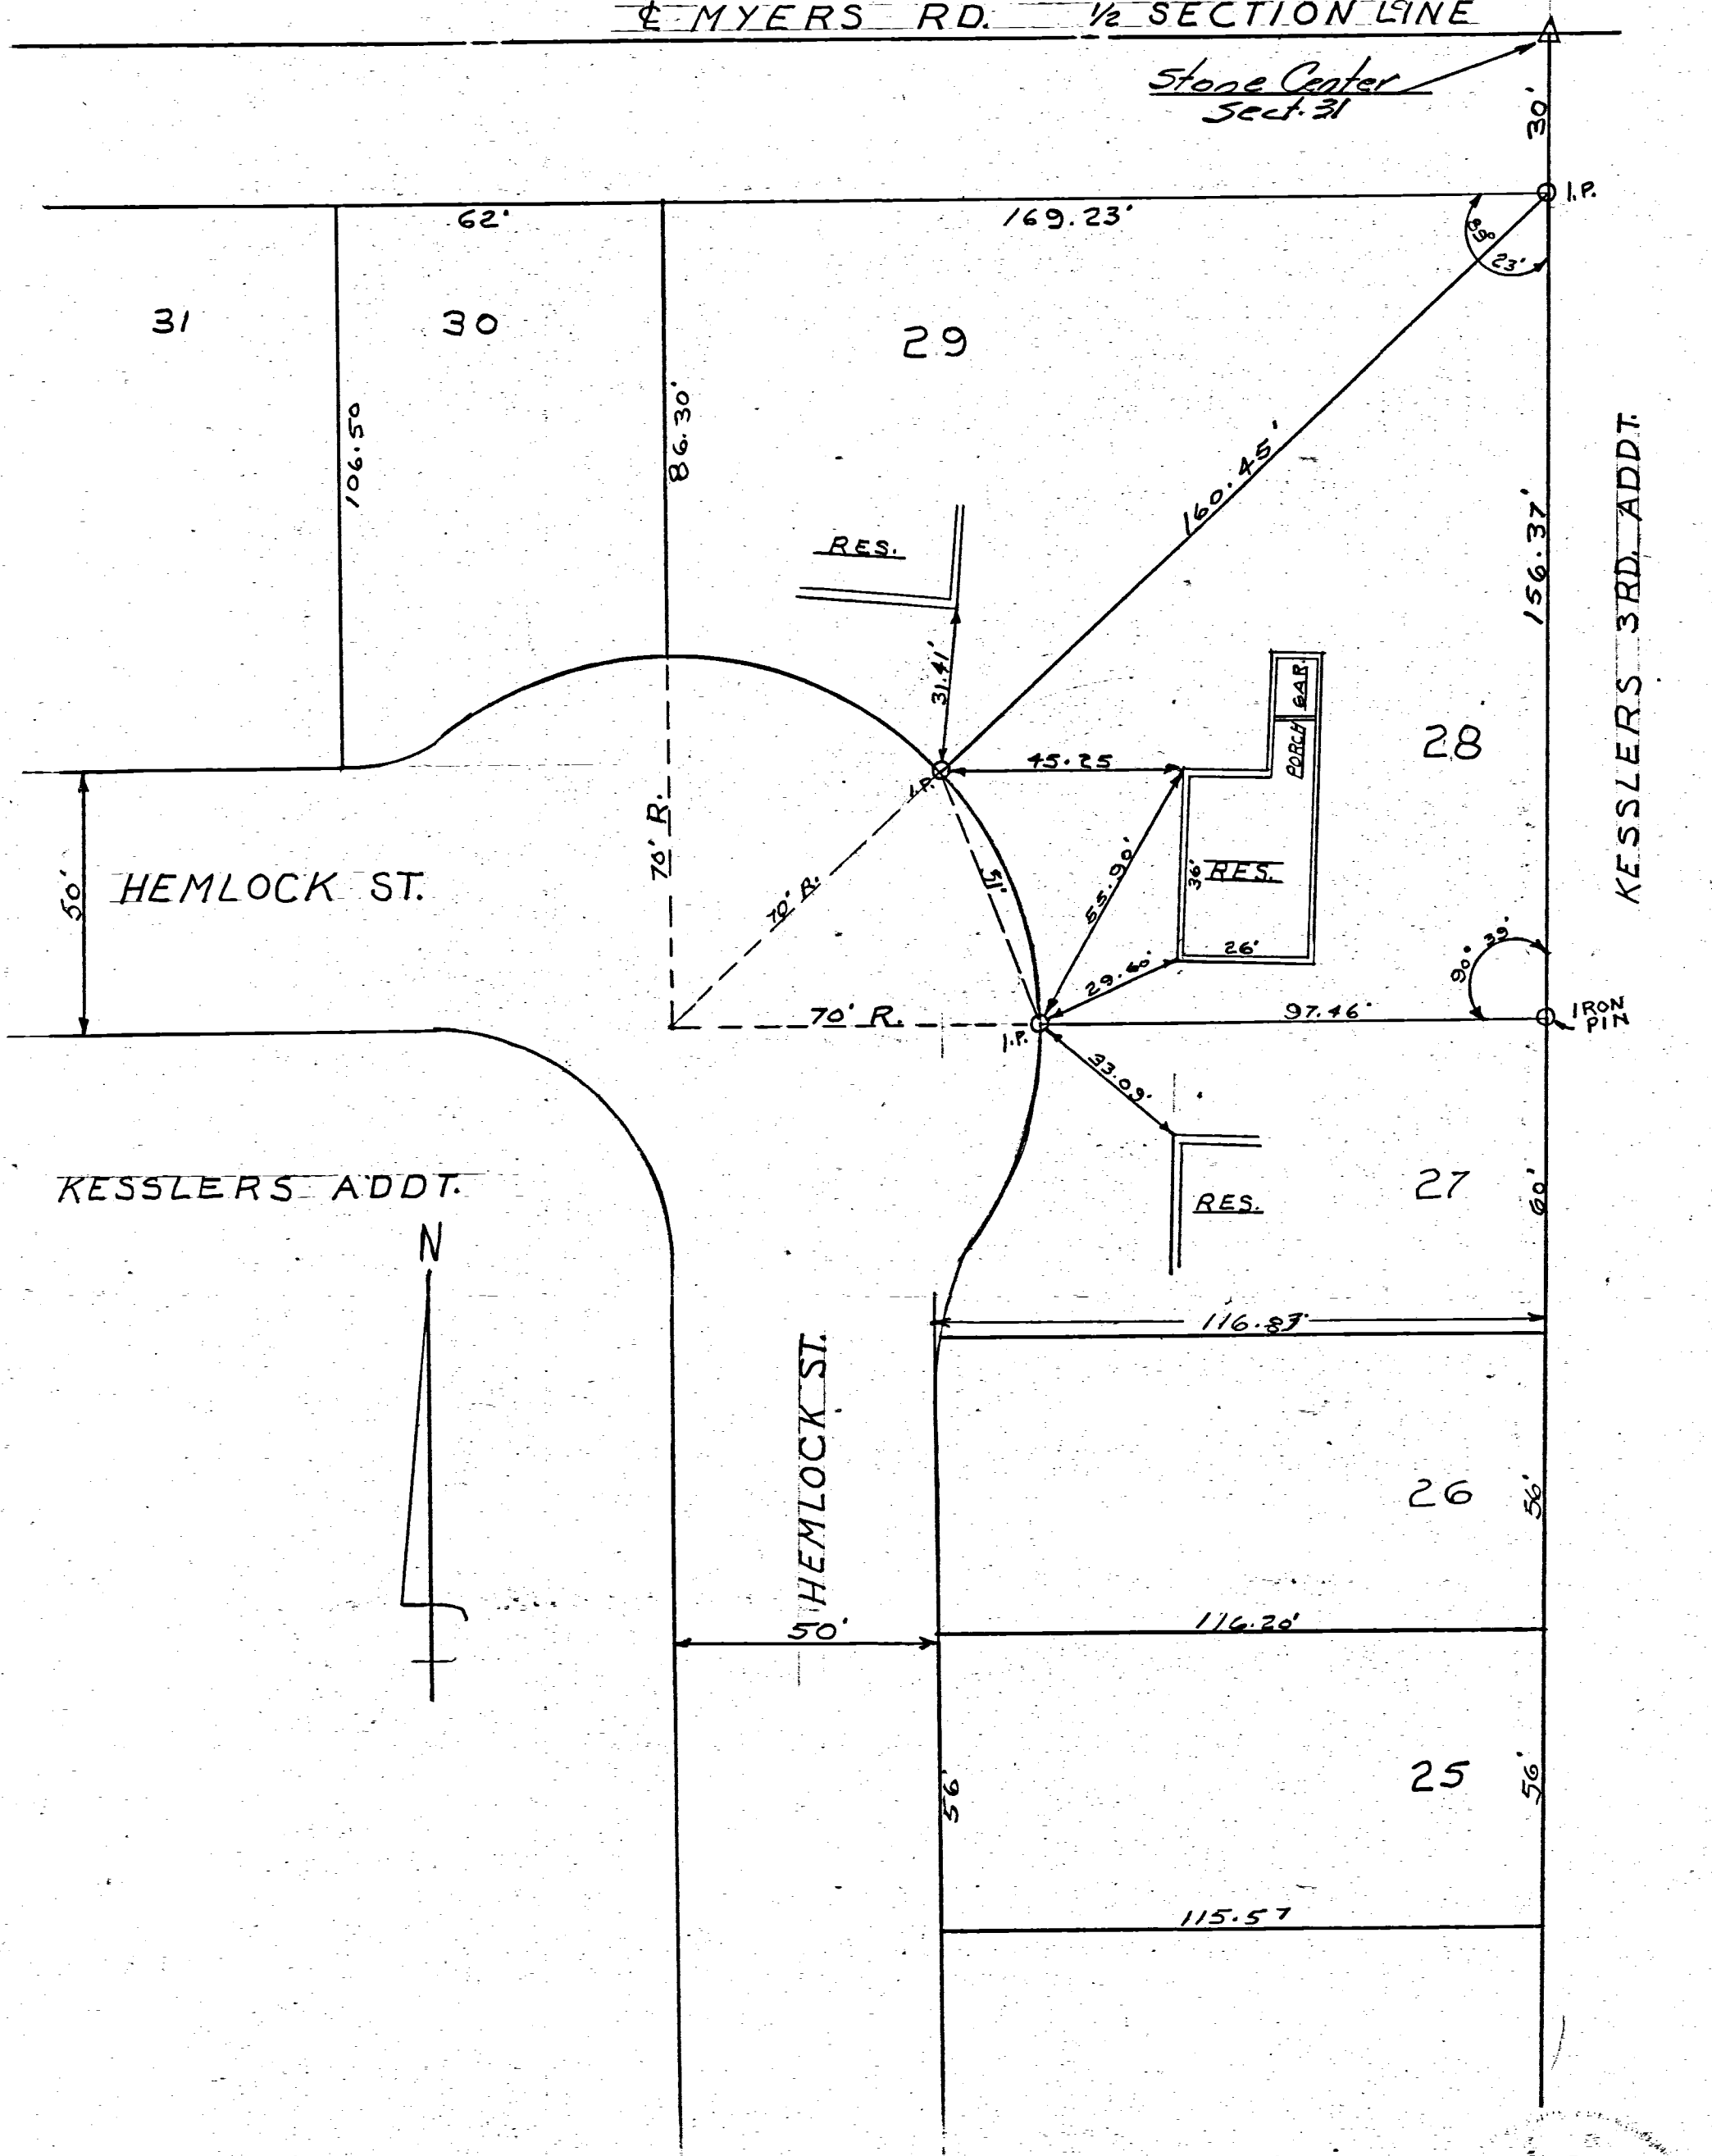 ℄ MYERS RD. ½ SECTION LINE
Stone Center
Sect. 31
30'
I.P.
62'
169.23'
89° 23'
31
30
29
106.50
86.30'
160.45'
156.37'
KESSLERS 3RD. ADDT.
RES.
31.41'
GAR.
PORCH
28
45.25
I.P.
70' R.
70' R.
51'
55.90'
36'
RES.
50'
HEMLOCK ST.
26'
29.60'
90° 39'
70' R.
I.P.
97.46'
IRON
PIN
33.09'
KESSLERS ADDT.
27
60'
RES.
N
116.83'
HEMLOCK ST.
26
56'
50'
116.20'
25
56'
56'
115.57